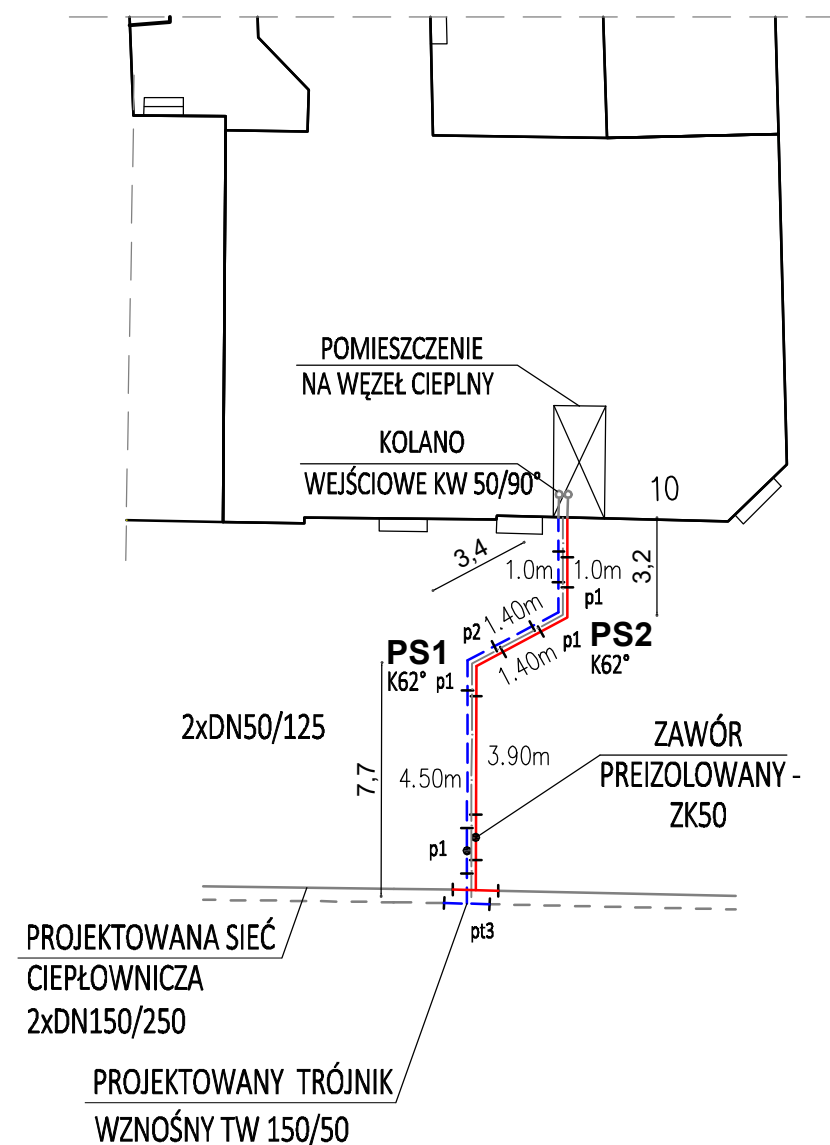 POMIESZCZENIE
NA WĘZEŁ CIEPLNY
KOLANO
WEJŚCIOWE KW 50/90°
10
3,4
1.0m
1.0m
3,2
p1
1.40m
p2
p1
PS2
K62°
PS1
K62°
p1
1.40m
2xDN50/125
7,7
4.50m
3.90m
ZAWÓR
PREIZOLOWANY -
ZK50
p1
pt3
PROJEKTOWANA SIEĆ
CIEPŁOWNICZA
2xDN150/250
PROJEKTOWANY TRÓJNIK
WZNOŚNY TW 150/50